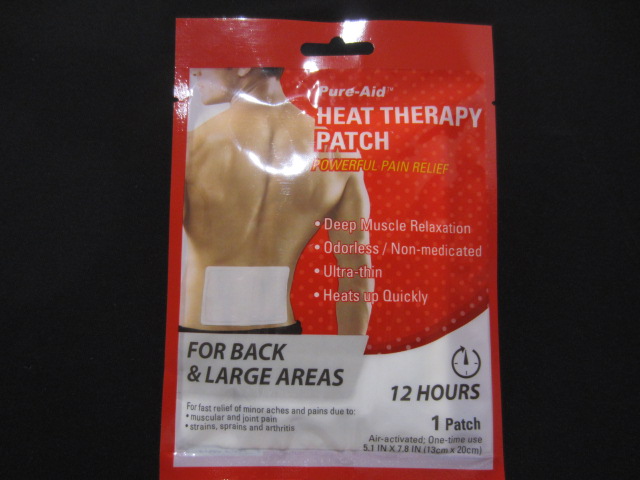 Pure-Aid™
HEAT THERAPY
PATCH
POWERFUL PAIN RELIEF
• Deep Muscle Relaxation
• Odorless / Non-medicated
• Ultra-thin
• Heats up Quickly
FOR BACK
& LARGE AREAS
12 HOURS
For fast relief of minor aches and pains due to:
• muscular and joint pain
• strains, sprains and arthritis
1 Patch
Air-activated; One-time use
5.1 IN X 7.8 IN (13cm x 20cm)